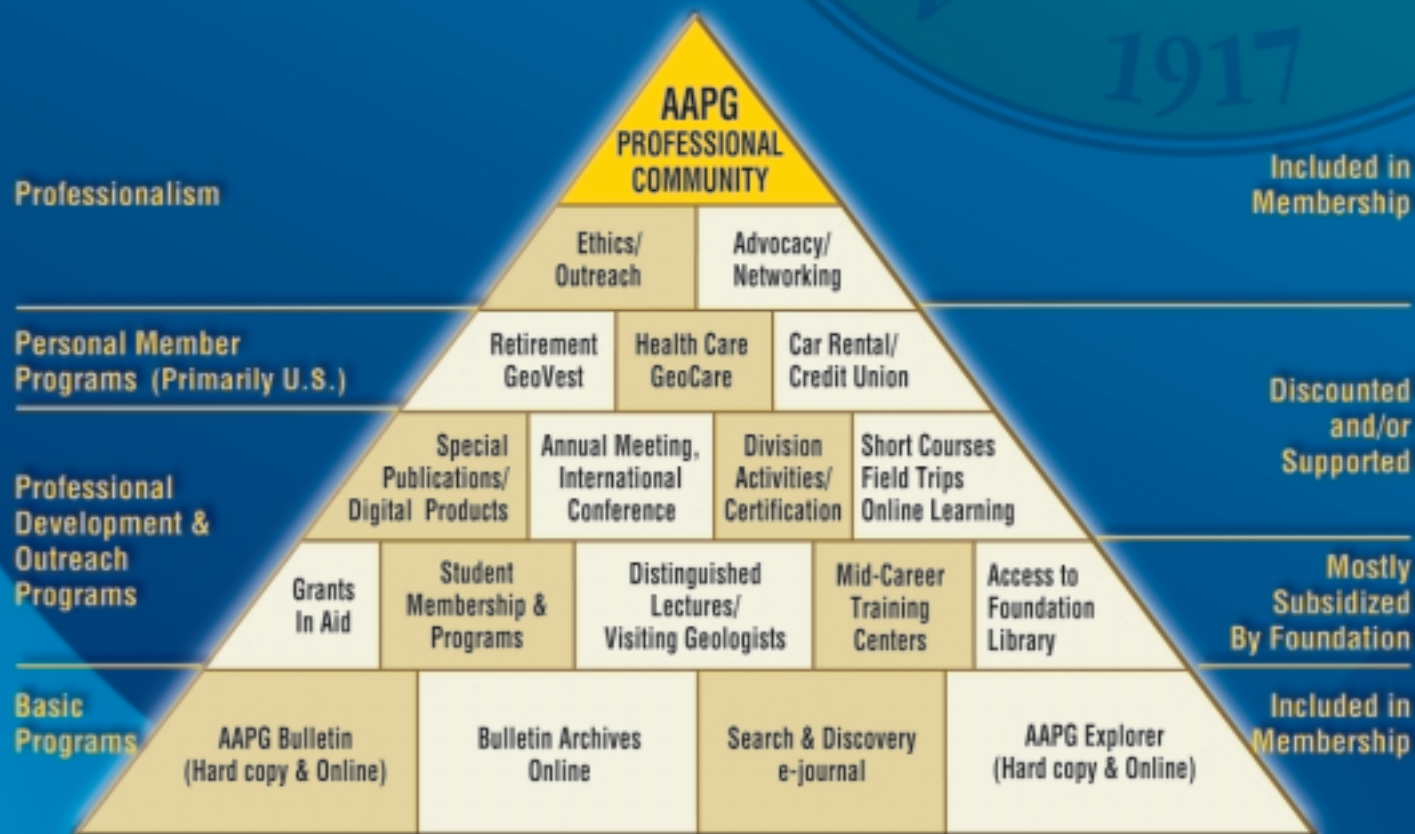 1917
AAPG
PROFESSIONAL
COMMUNITY
Professionalism
Included in
Membership
Ethics/
Outreach
Advocacy/
Networking
Personal Member
Programs (Primarily U.S.)
Retirement
GeoVest
Health Care
GeoCare
Car Rental/
Credit Union
Discounted
and/or
Supported
Professional
Development &
Outreach
Programs
Special
Publications/
Digital Products
Annual Meeting,
International
Conference
Division
Activities/
Certification
Short Courses
Field Trips
Online Learning
Grants
In Aid
Student
Membership &
Programs
Distinguished
Lectures/
Visiting Geologists
Mid-Career
Training
Centers
Access to
Foundation
Library
Mostly
Subsidized
By Foundation
Basic
Programs
AAPG Bulletin
(Hard copy & Online)
Bulletin Archives
Online
Search & Discovery
e-journal
AAPG Explorer
(Hard copy & Online)
Included in
Membership